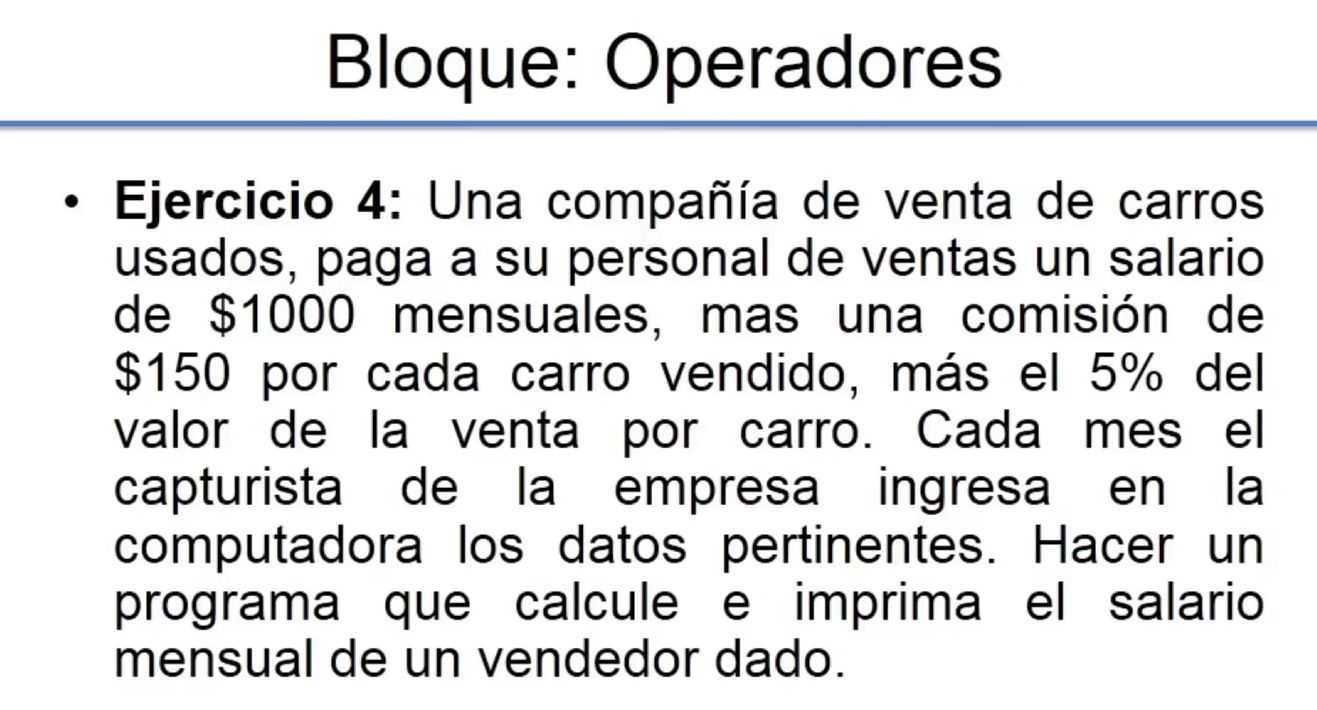 Bloque: Operadores
• Ejercicio 4: Una compañía de venta de carros
usados, paga a su personal de ventas un salario
de $1000 mensuales, mas una comisión de
$150 por cada carro vendido, más el 5% del
valor de la venta por carro. Cada mes el
capturista de la empresa ingresa en la
computadora los datos pertinentes. Hacer un
programa que calcule e imprima el salario
mensual de un vendedor dado.